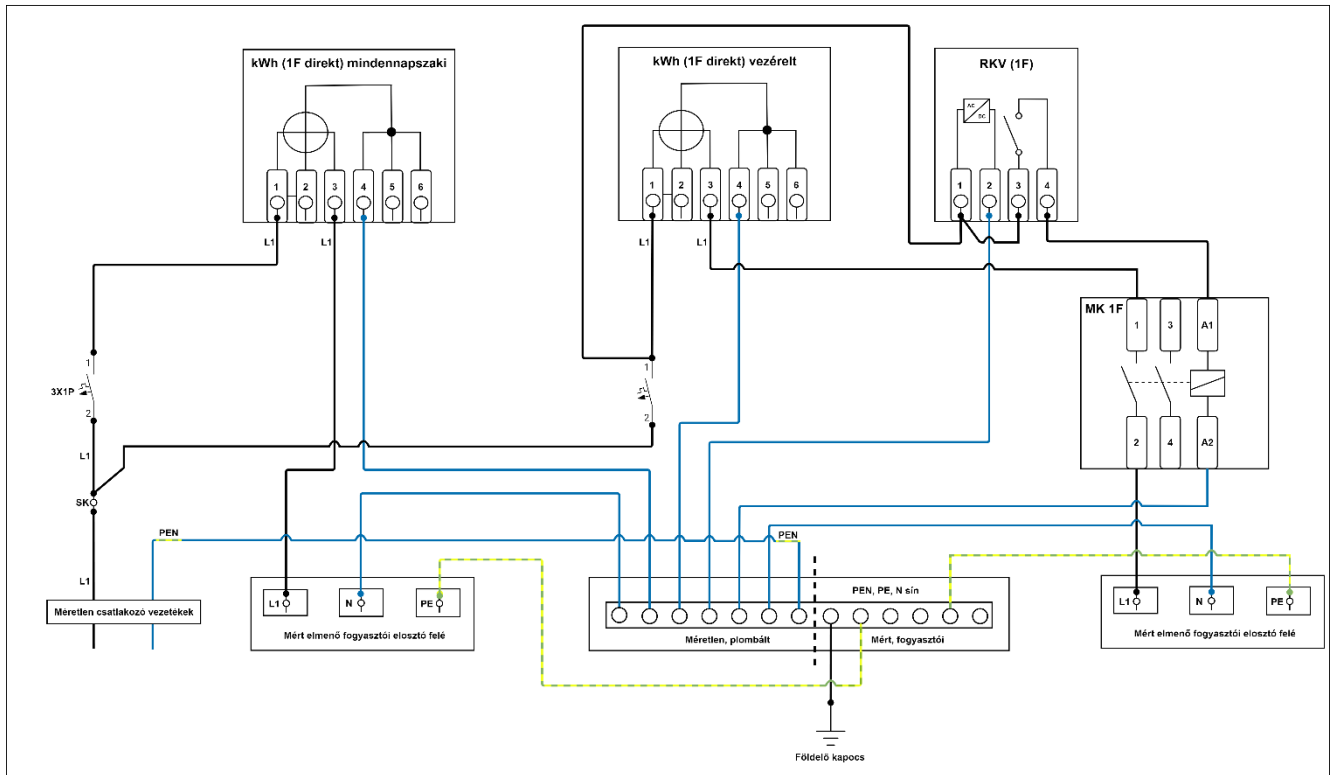 kWh (1F direkt) mindennapszaki
kWh (1F direkt) vezérelt
RKV (1F)
AC
DC
1 2 3 4 5 6
1 2 3 4 5 6
1 2 3 4
L1 L1
L1 L1
MK 1F
1 3 A1
1
3X1P
2
1
2
2 4 A2
L1
SK
PEN
PEN
L1
Méretlen csatlakozó vezetékek
L1 N PE
Mért elmenő fogyasztói elosztó felé
PEN, PE, N sín
Méretlen, plombált
Mért, fogyasztói
L1 N PE
Mért elmenő fogyasztói elosztó felé
Földelő kapocs